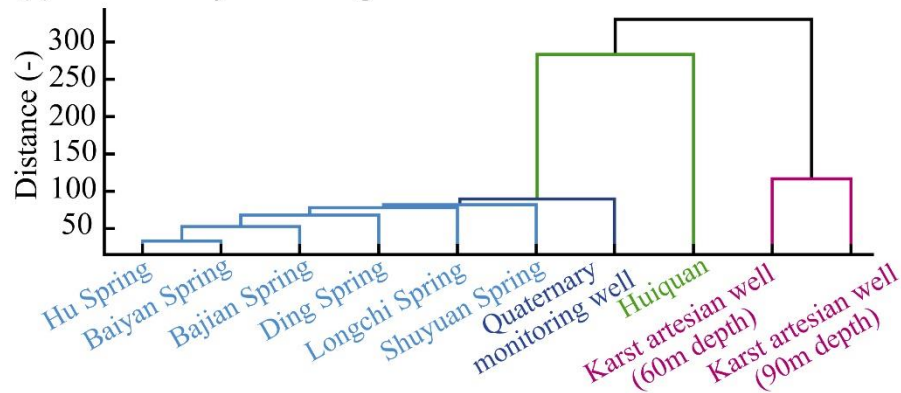 300
250
200
150
100
50
Distance (-)
Hu Spring
Baiyan Spring
Bajian Spring
Ding Spring
Longchi Spring
Shuyuan Spring
Quaternary
monitoring well
Huiquan
Karst artesian well
(60m depth)
Karst artesian well
(90m depth)